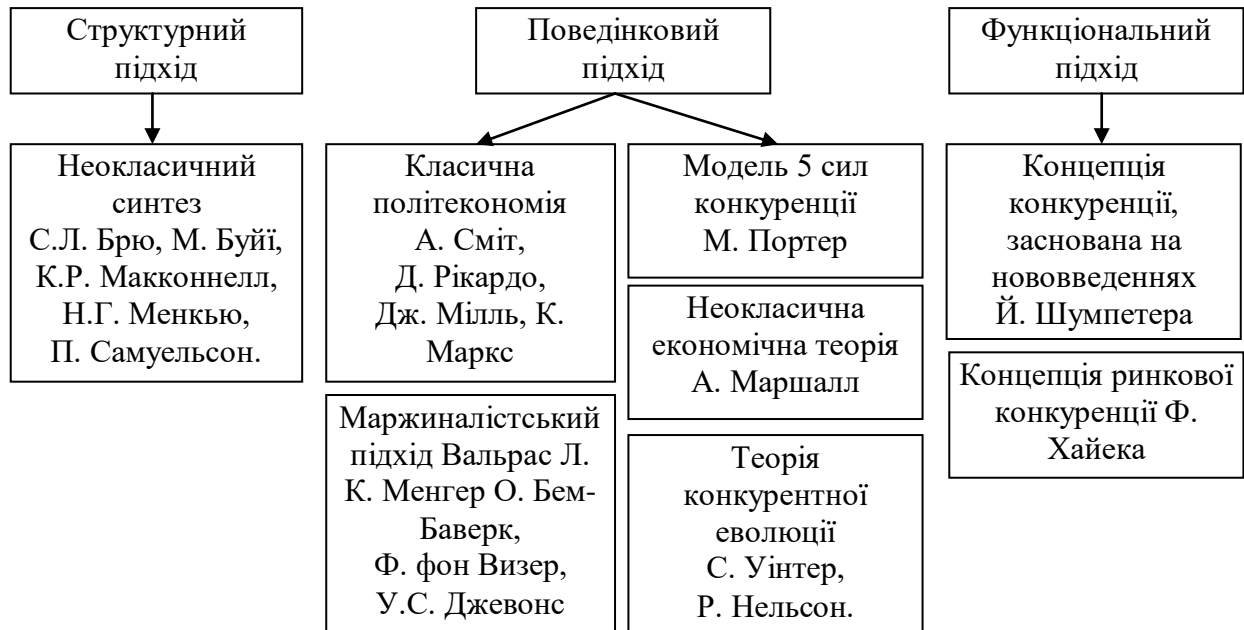 Структурний
підхід
Поведінковий
підхід
Функціональний
підхід
Неокласичний
синтез
С.Л. Брю, М. Буйї,
К.Р. Макконнелл,
Н.Г. Менкью,
П. Самуельсон.
Класична
політекономія
А. Сміт,
Д. Рікардо,
Дж. Мілль, К.
Маркс
Маржиналістський
підхід Вальрас Л.
К. Менгер О. Бем-
Баверк,
Ф. фон Визер,
У.С. Джевонс
Модель 5 сил
конкуренції
М. Портер
Неокласична
економічна теорія
А. Маршалл
Теорія
конкурентної
еволюції
С. Уінтер,
Р. Нельсон.
Концепція
конкуренції,
заснована на
нововведеннях
Й. Шумпетера
Концепція ринкової
конкуренції Ф.
Хайека